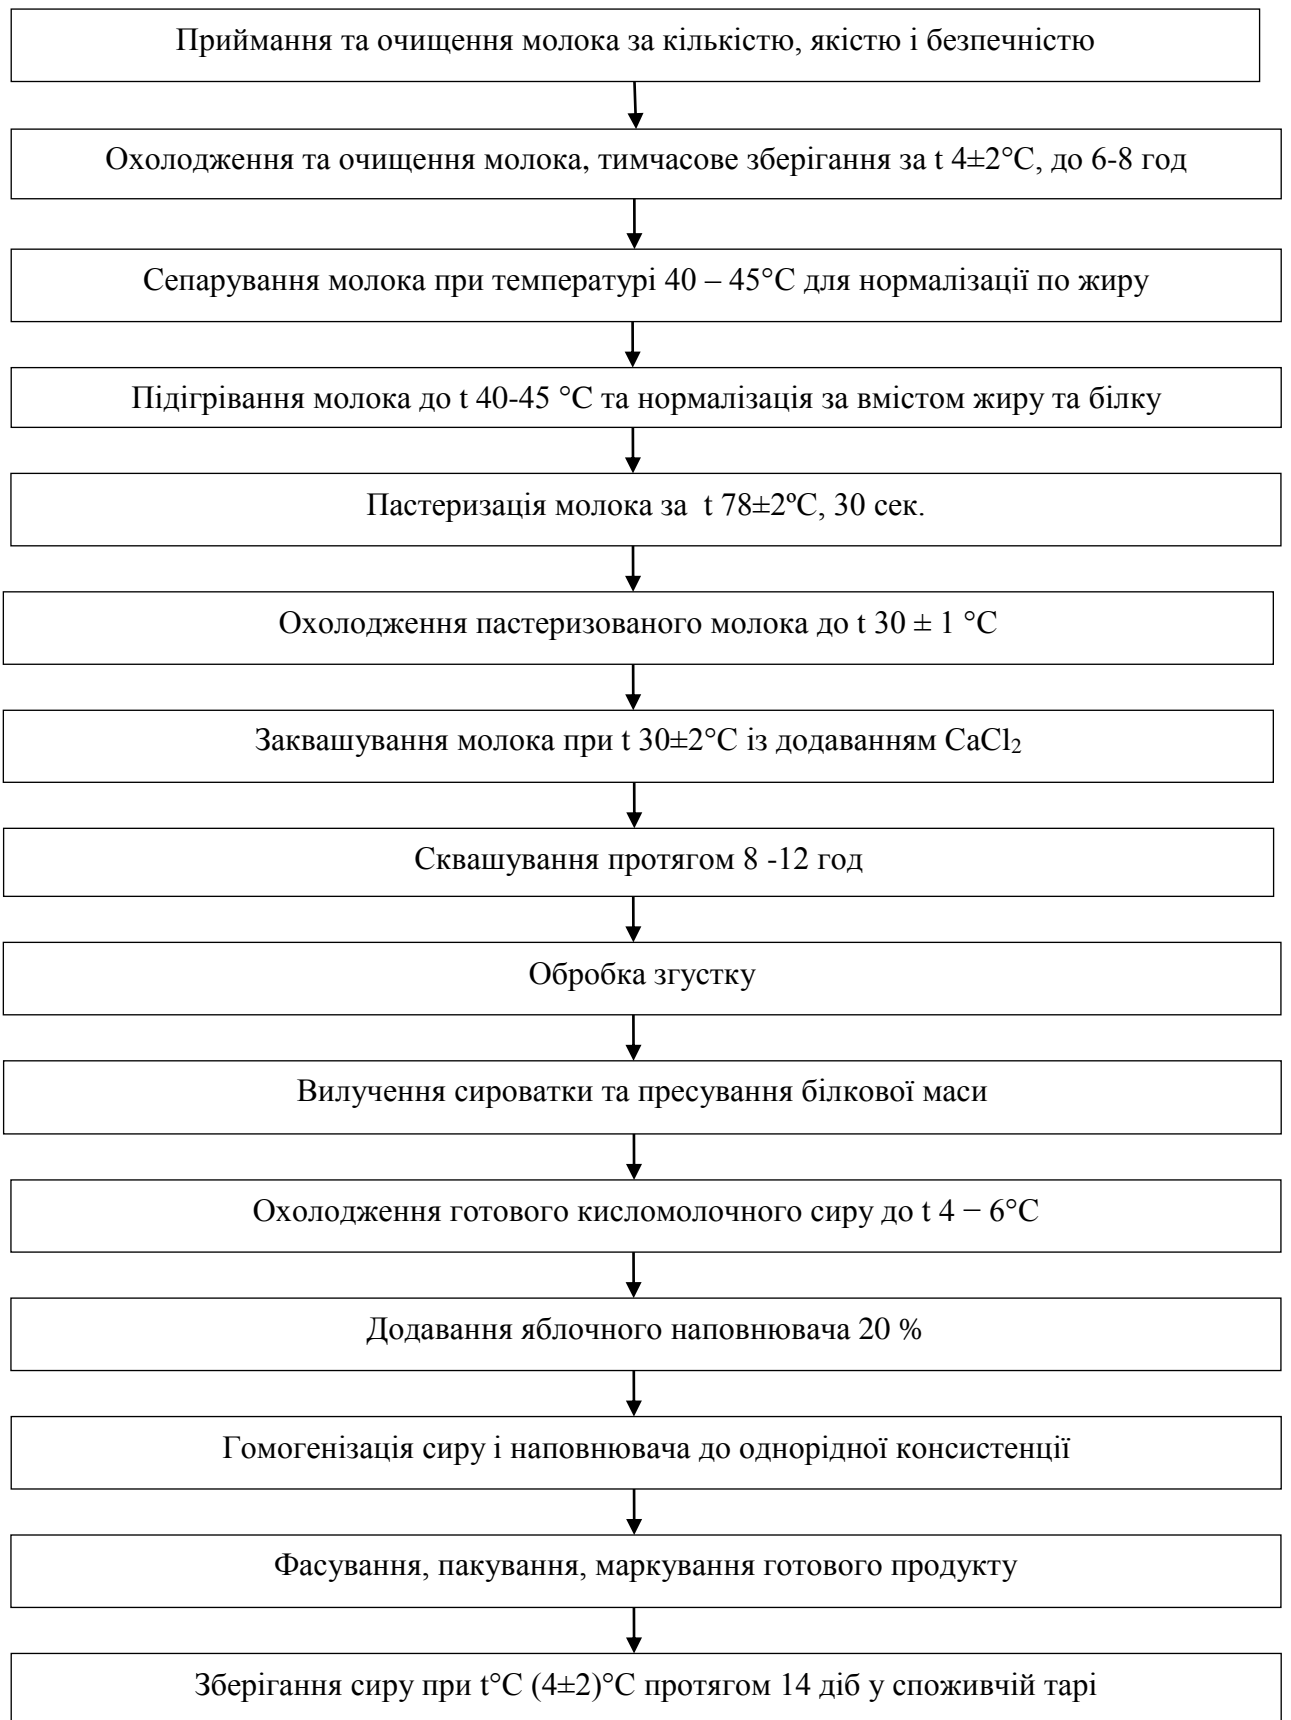 Приймання та очищення молока за кількістю, якістю і безпечністю
Охолодження та очищення молока, тимчасове зберігання за t 4±2°C, до 6-8 год
Сепарування молока при температурі 40 – 45°C для нормалізації по жиру
Підігрівання молока до t 40-45 °C та нормалізація за вмістом жиру та білку
Пастеризація молока за t 78±2ºC, 30 сек.
Охолодження пастеризованого молока до t 30 ± 1 °C
Заквашування молока при t 30±2°C із додаванням CaCl₂
Сквашування протягом 8 -12 год
Обробка згустку
Вилучення сироватки та пресування білкової маси
Охолодження готового кисломолочного сиру до t 4 − 6°C
Додавання яблочного наповнювача 20 %
Гомогенізація сиру і наповнювача до однорідної консистенції
Фасування, пакування, маркування готового продукту
Зберігання сиру при t°C (4±2)°C протягом 14 діб у споживчій тарі